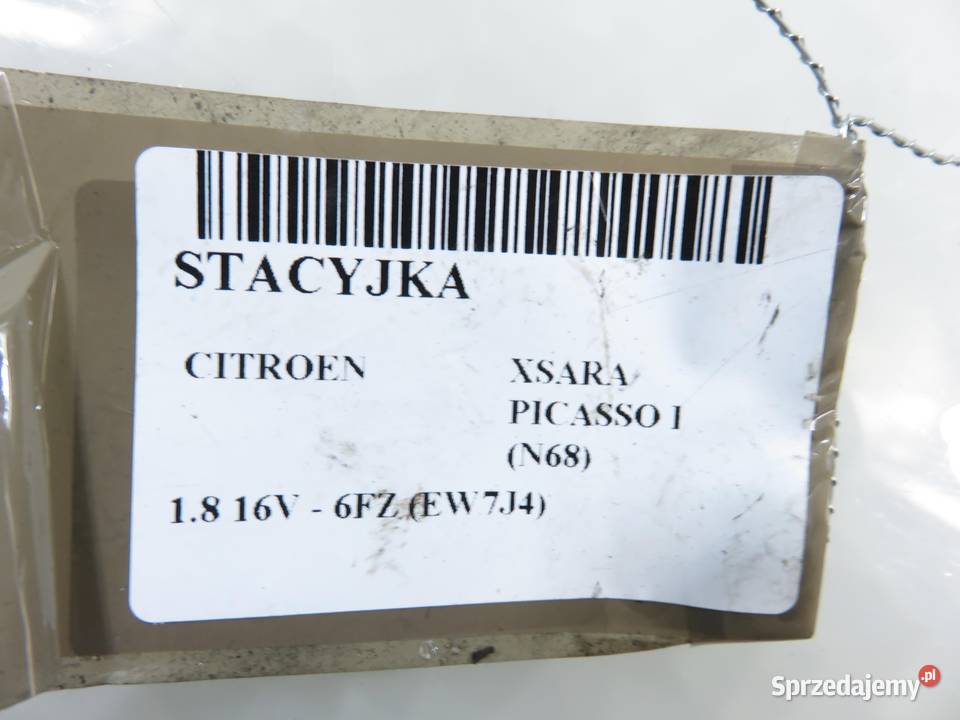 STACYJKA
CITROEN XSARA
PICASSO I
(N68)
1.8 16V - 6FZ (EW7J4)
Sprzedajemy.pl